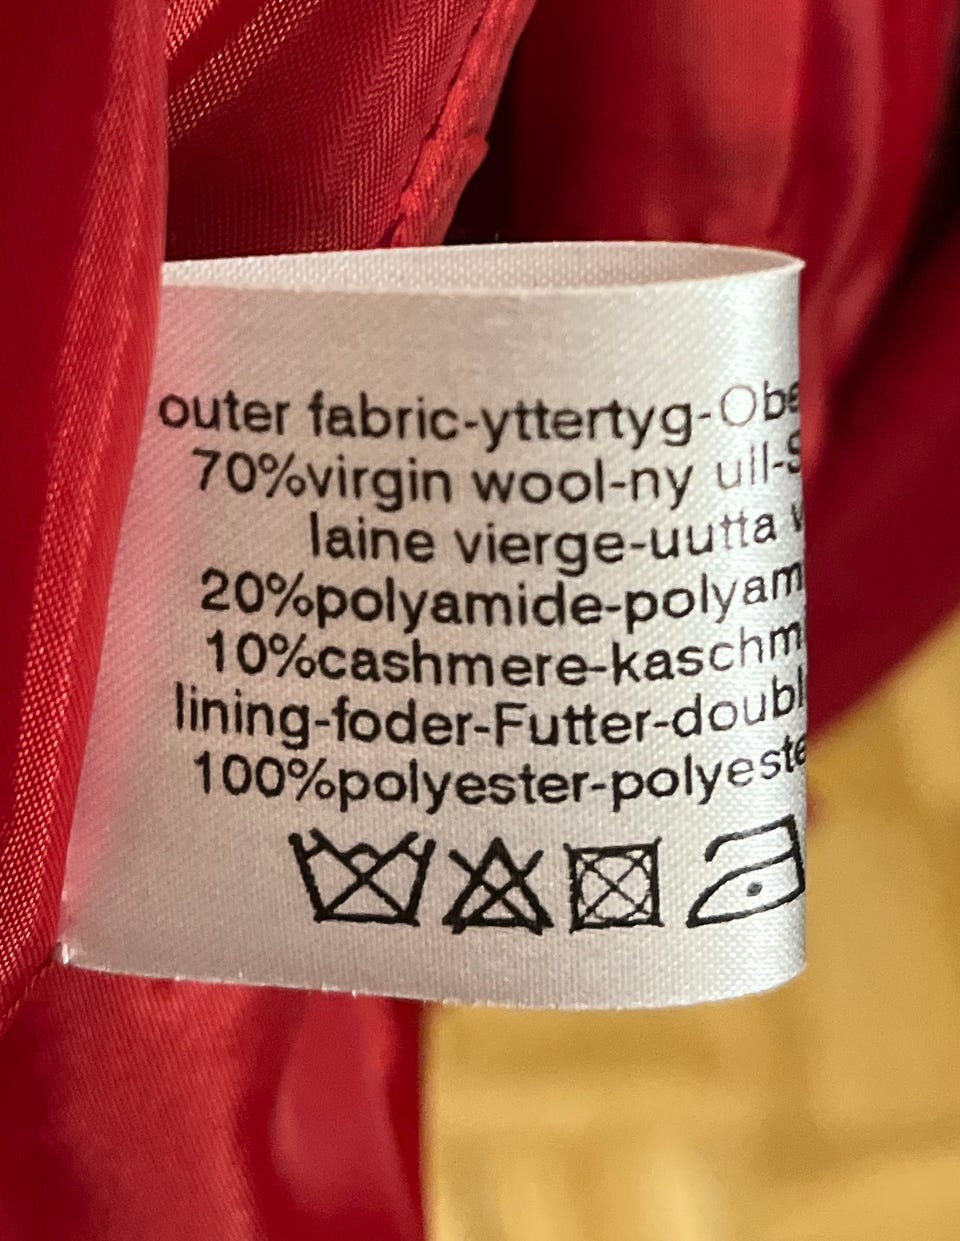 outer fabric-yttertyg-Obe
70%virgin wool-ny ull-S
laine vierge-uutta v
20%polyamide-polyam
10%cashmere-kaschm
lining-foder-Futter-doubl
100%polyester-polyeste